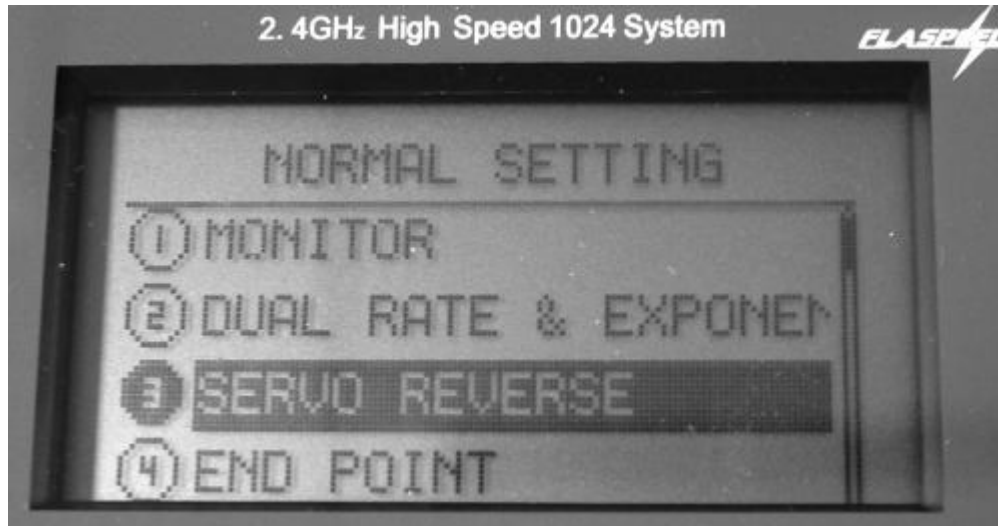 2. 4GHz High Speed 1024 System
NORMAL SETTING
1 MONITOR
2 DUAL RATE & EXPONEN
3 SERVO REVERSE
4 END POINT